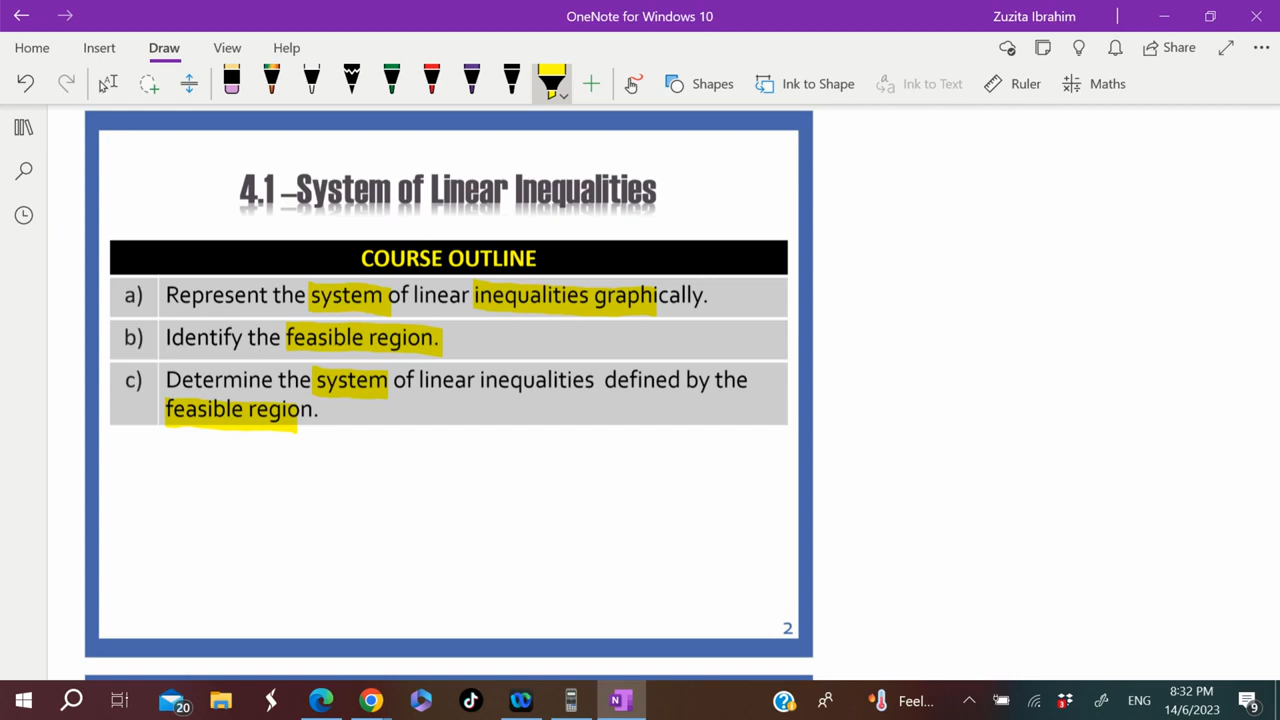 OneNote for Windows 10
Zuzita Ibrahim
Home Insert Draw View Help
Share
Shapes Ink to Shape Ink to Text Ruler Maths
4.1 –System of Linear Inequalities
COURSE OUTLINE
a) Represent the system of linear inequalities graphically.
b) Identify the feasible region.
c) Determine the system of linear inequalities defined by the
feasible region.
2
20
N
Feel...
3
ENG
8:32 PM
14/6/2023
9